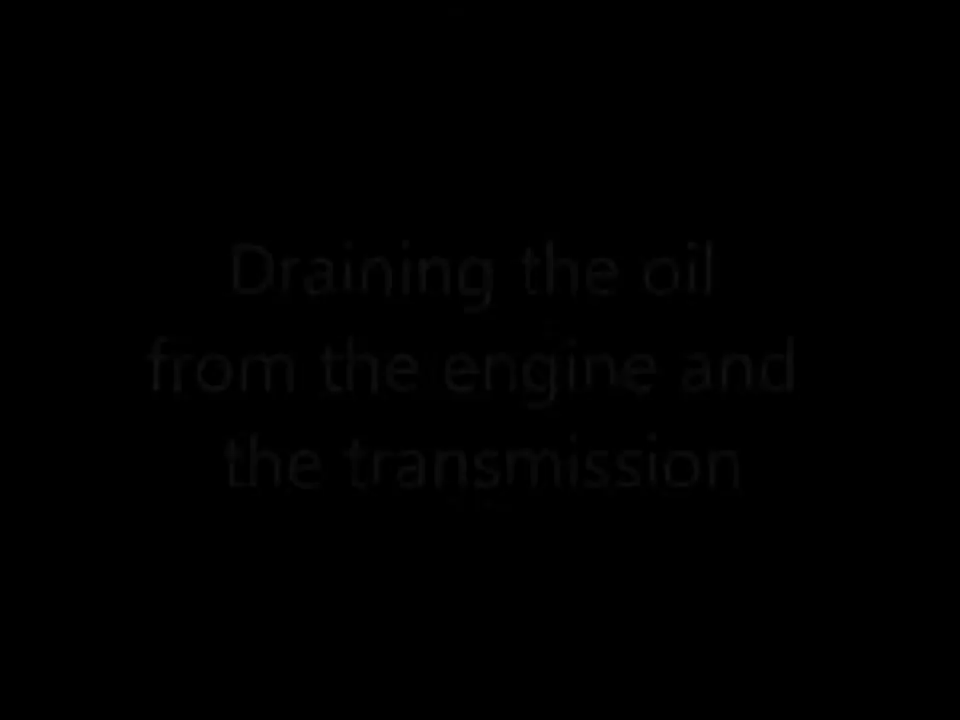 Draining the oil
from the engine and
the transmission